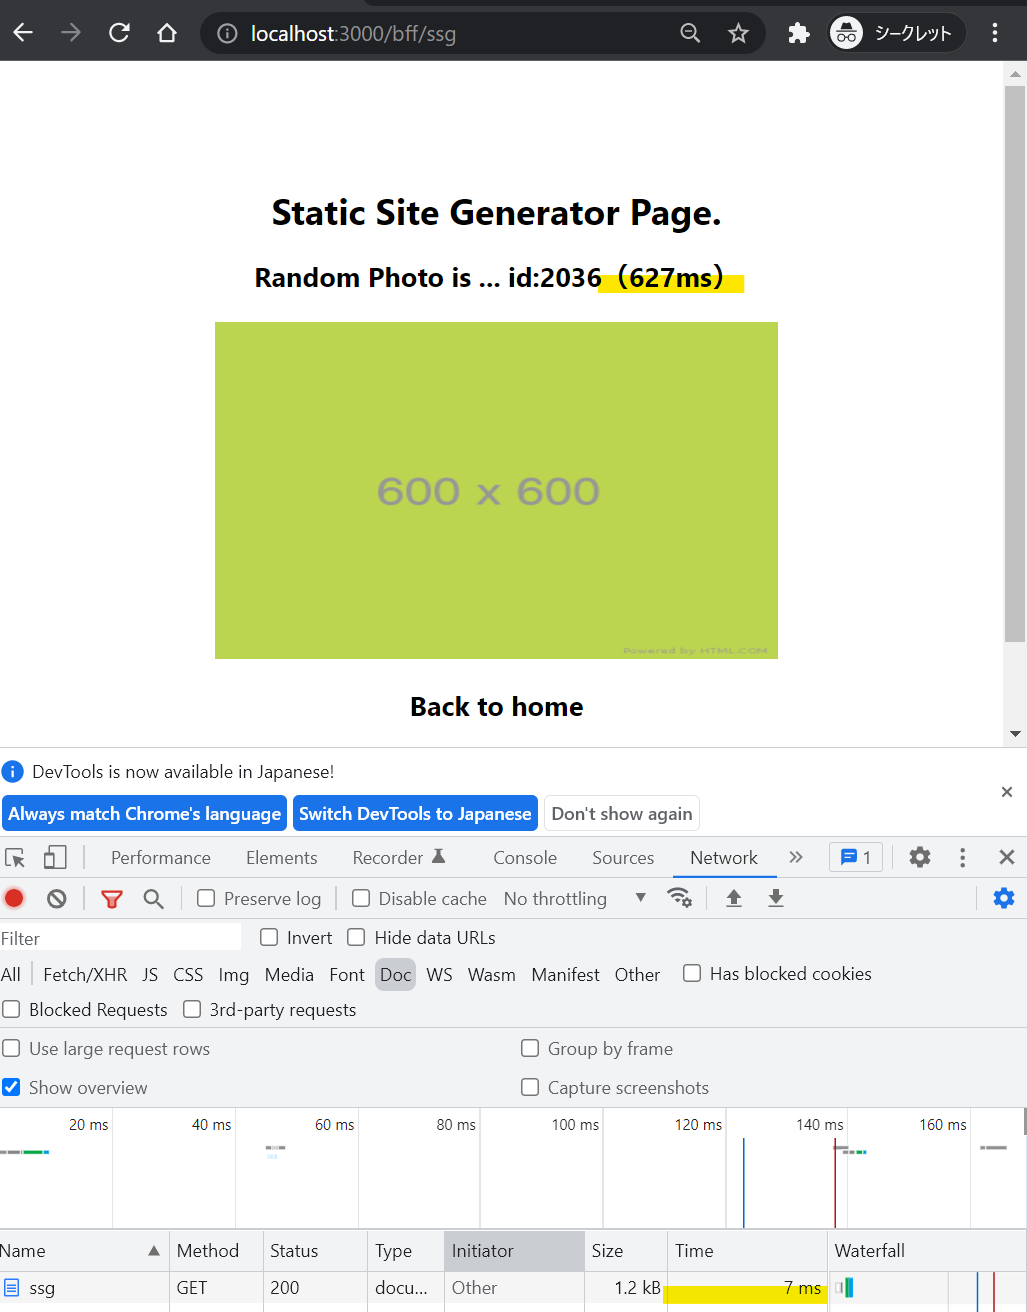 localhost:3000/bff/ssg
シークレット
Static Site Generator Page.
Random Photo is ... id:2036（627ms）
600 x 600
Powered by HTML.COM
Back to home
DevTools is now available in Japanese!
Always match Chrome's language Switch DevTools to Japanese Don't show again
Performance Elements Recorder Console Sources Network 1
Preserve log Disable cache No throttling
Filter Invert Hide data URLs
All Fetch/XHR JS CSS Img Media Font Doc WS Wasm Manifest Other Has blocked cookies
Blocked Requests 3rd-party requests
Use large request rows Group by frame
Show overview Capture screenshots
20 ms 40 ms 60 ms 80 ms 100 ms 120 ms 140 ms 160 ms
Name Method Status Type Initiator Size Time Waterfall
ssg GET 200 docu... Other 1.2 kB 7 ms